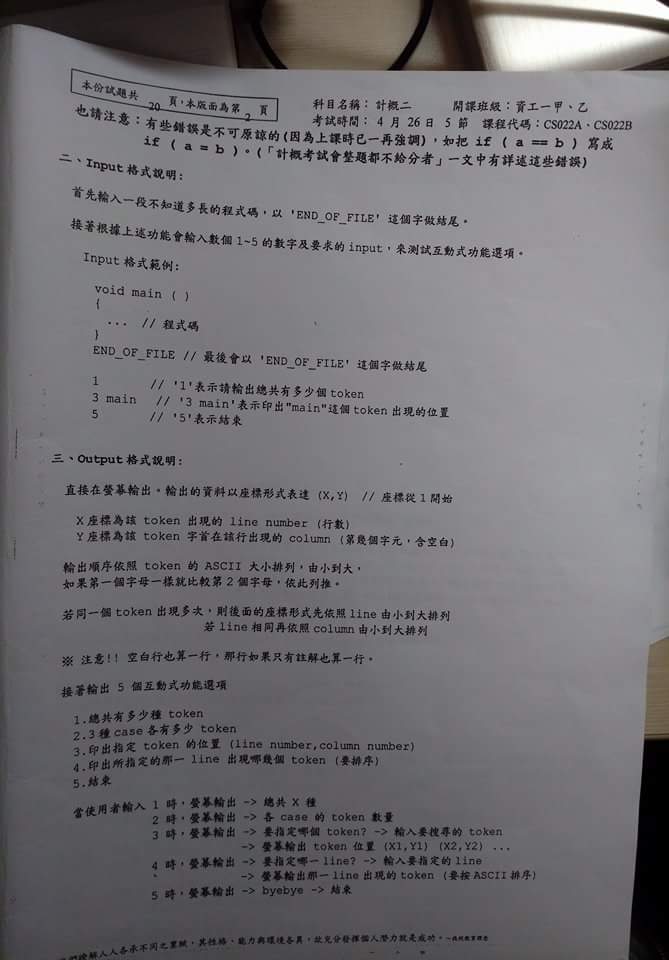 本份試題共 20 頁，本版面為第 2 頁
科目名稱：計概二 開課班級：資工一甲、乙
考試時間： 4 月 26 日 5 節 課程代碼：CS022A、CS022B
也請注意：有些錯誤是不可原諒的(因為上課時已一再強調)，如把 if ( a == b ) 寫成
if ( a = b )。(「計概考試會整題都不給分者」一文中有詳述這些錯誤)
二、Input 格式說明:
首先輸入一段不知道多長的程式碼，以 'END_OF_FILE' 這個字做結尾。
接著根據上述功能會輸入數個 1~5 的數字及要求的 input，來測試互動式功能選項。
Input 格式範例:
void main ( )
{
... // 程式碼
}
END_OF_FILE // 最後會以 'END_OF_FILE' 這個字做結尾
1 // '1'表示請輸出總共有多少個 token
3 main // '3 main'表示印出"main"這個 token 出現的位置
5 // '5'表示結束
三、Output 格式說明:
直接在螢幕輸出。輸出的資料以座標形式表達 (X,Y) // 座標從 1 開始
X 座標為該 token 出現的 line number (行數)
Y 座標為該 token 字首在該行出現的 column (第幾個字元，含空白)
輸出順序依照 token 的 ASCII 大小排列，由小到大，
如果第一個字母一樣就比較第 2 個字母，依此列推。
若同一個 token 出現多次，則後面的座標形式先依照 line 由小到大排列
若 line 相同再依照 column 由小到大排列
※ 注意!! 空白行也算一行，那行如果只有註解也算一行。
接著輸出 5 個互動式功能選項
1.總共有多少種 token
2.3 種 case 各有多少 token
3.印出指定 token 的位置 (line number,column number)
4.印出所指定的那一 line 出現哪幾個 token (要排序)
5.結束
當使用者輸入 1 時，螢幕輸出 -> 總共 X 種
2 時，螢幕輸出 -> 各 case 的 token 數量
3 時，螢幕輸出 -> 要指定哪個 token? -> 輸入要搜尋的 token
-> 螢幕輸出 token 位置 (X1,Y1) (X2,Y2) ...
4 時，螢幕輸出 -> 要指定哪一 line? -> 輸入要指定的 line
-> 螢幕輸出那一 line 出現的 token (要按 ASCII 排序)
5 時，螢幕輸出 -> byebye -> 結束
瞭解人人各承不同之稟賦，其性格、能力與環境各異，故充分發揮個人潛力就是成功。